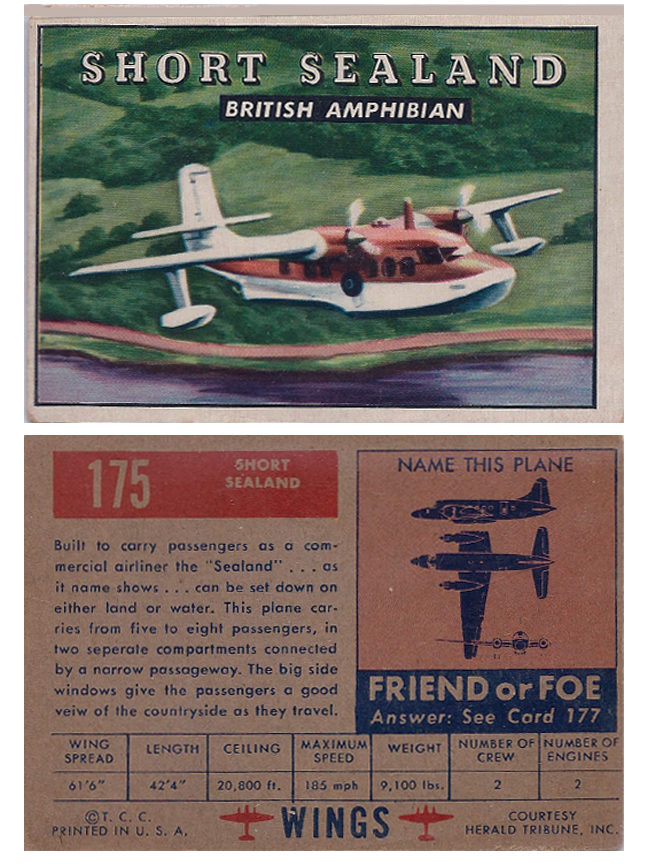 SHORT SEALAND
BRITISH AMPHIBIAN
175
SHORT
SEALAND
Built to carry passengers as a com-
mercial airliner the "Sealand" . . . as
it name shows . . . can be set down on
either land or water. This plane car-
ries from five to eight passengers, in
two seperate compartments connected
by a narrow passageway. The big side
windows give the passengers a good
veiw of the countryside as they travel.
NAME THIS PLANE
FRIEND or FOE
Answer: See Card 177
WING SPREAD LENGTH CEILING MAXIMUM SPEED WEIGHT NUMBER OF CREW NUMBER OF ENGINES
61'6" 42'4" 20,800 ft. 185 mph 9,100 lbs. 2 2
© T. C. C.
PRINTED IN U. S. A.
WINGS
COURTESY
HERALD TRIBUNE, INC.